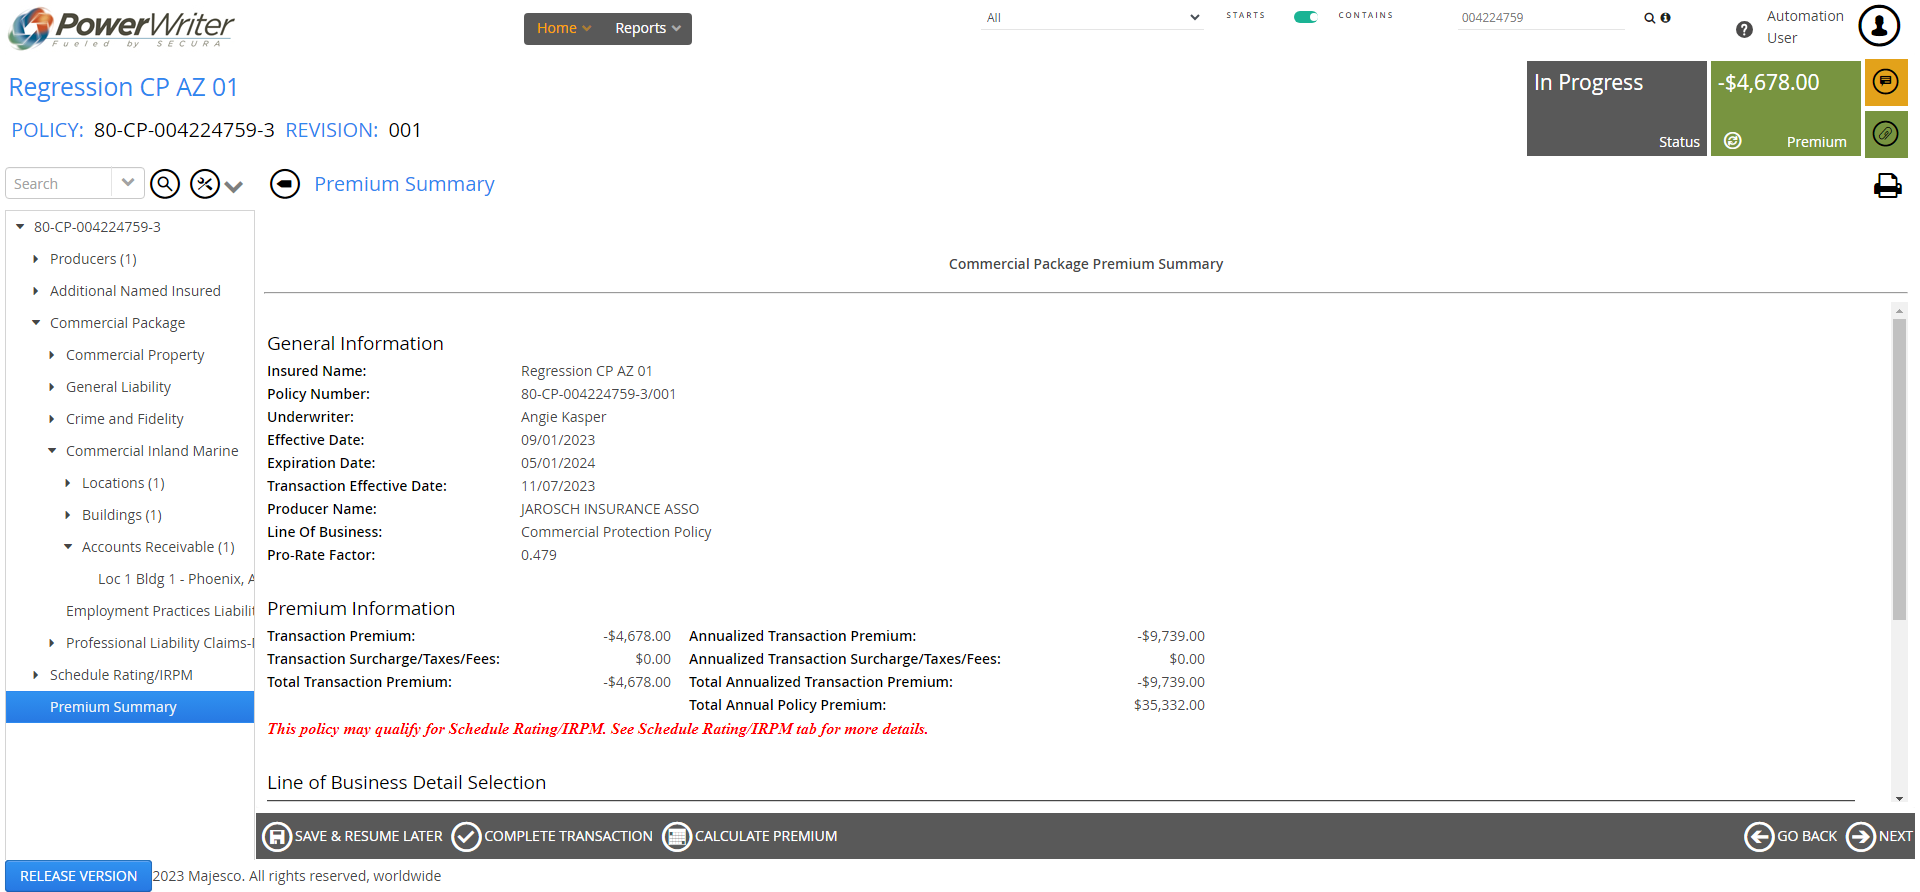 PowerWriter
Fueled by SECURA
Home
Reports
All
STARTS
CONTAINS
004224759
Automation
User
Regression CP AZ 01
POLICY: 80-CP-004224759-3 REVISION: 001
In Progress
Status
-$4,678.00
Premium
Search
Premium Summary
80-CP-004224759-3
Producers (1)
Additional Named Insured
Commercial Package
Commercial Property
General Liability
Crime and Fidelity
Commercial Inland Marine
Locations (1)
Buildings (1)
Accounts Receivable (1)
Loc 1 Bldg 1 - Phoenix, A
Employment Practices Liabilit
Professional Liability Claims-
Schedule Rating/IRPM
Premium Summary
Commercial Package Premium Summary
General Information
Insured Name: Regression CP AZ 01
Policy Number: 80-CP-004224759-3/001
Underwriter: Angie Kasper
Effective Date: 09/01/2023
Expiration Date: 05/01/2024
Transaction Effective Date: 11/07/2023
Producer Name: JAROSCH INSURANCE ASSO
Line Of Business: Commercial Protection Policy
Pro-Rate Factor: 0.479
Premium Information
Transaction Premium: -$4,678.00 Annualized Transaction Premium: -$9,739.00
Transaction Surcharge/Taxes/Fees: $0.00 Annualized Transaction Surcharge/Taxes/Fees: $0.00
Total Transaction Premium: -$4,678.00 Total Annualized Transaction Premium: -$9,739.00
Total Annual Policy Premium: $35,332.00
This policy may qualify for Schedule Rating/IRPM. See Schedule Rating/IRPM tab for more details.
Line of Business Detail Selection
SAVE & RESUME LATER
COMPLETE TRANSACTION
CALCULATE PREMIUM
GO BACK
NEXT
RELEASE VERSION
2023 Majesco. All rights reserved, worldwide